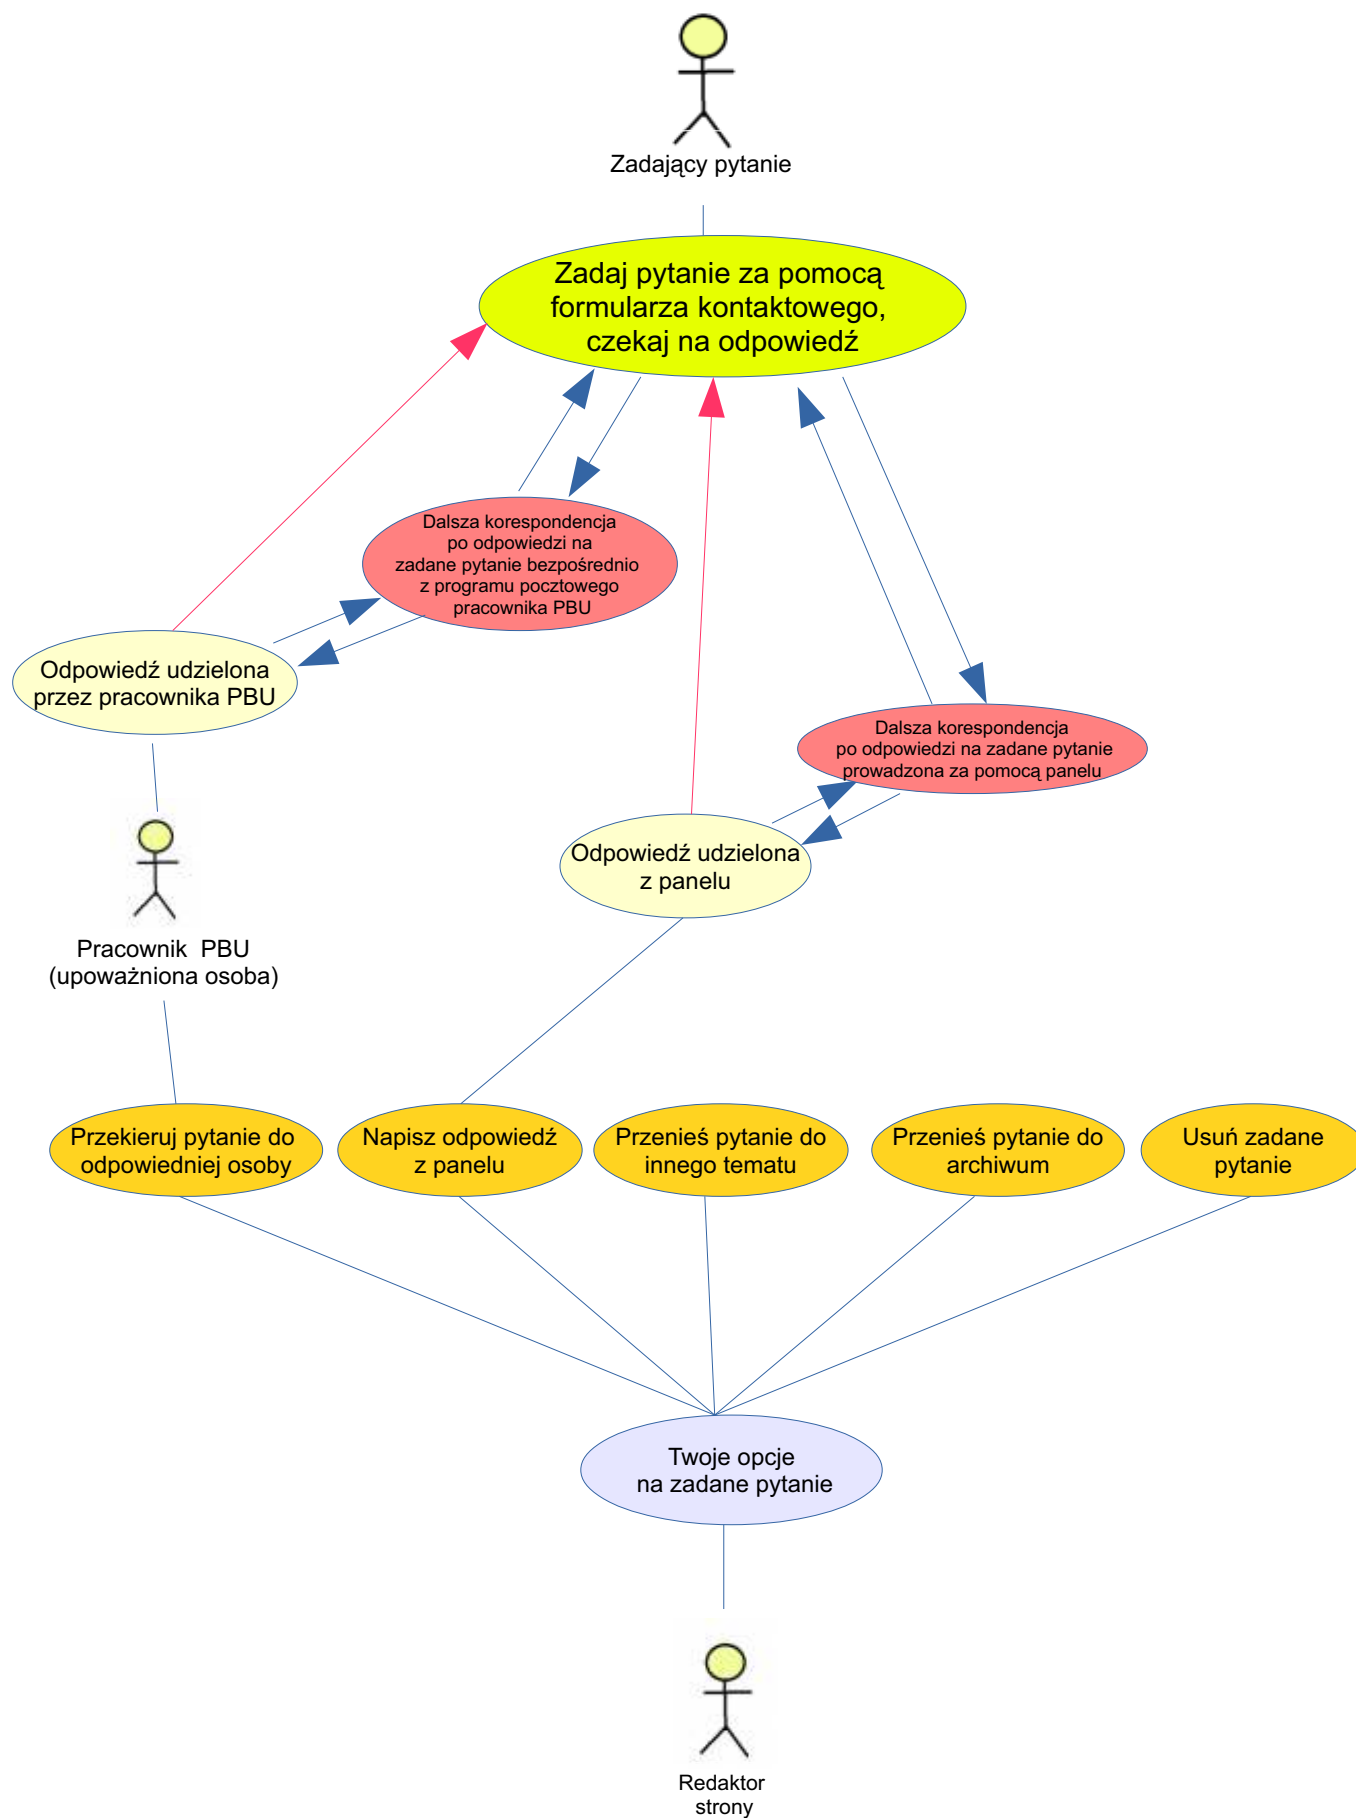 Zadający pytanie
Zadaj pytanie za pomocą
formularza kontaktowego,
czekaj na odpowiedź
Dalsza korespondencja
po odpowiedzi na
zadane pytanie bezpośrednio
z programu pocztowego
pracownika PBU
Odpowiedź udzielona
przez pracownika PBU
Dalsza korespondencja
po odpowiedzi na zadane pytanie
prowadzona za pomocą panelu
Odpowiedź udzielona
z panelu
Pracownik PBU
(upoważniona osoba)
Przekieruj pytanie do
odpowiedniej osoby
Napisz odpowiedź
z panelu
Przenieś pytanie do
innego tematu
Przenieś pytanie do
archiwum
Usuń zadane
pytanie
Twoje opcje
na zadane pytanie
Redaktor
strony